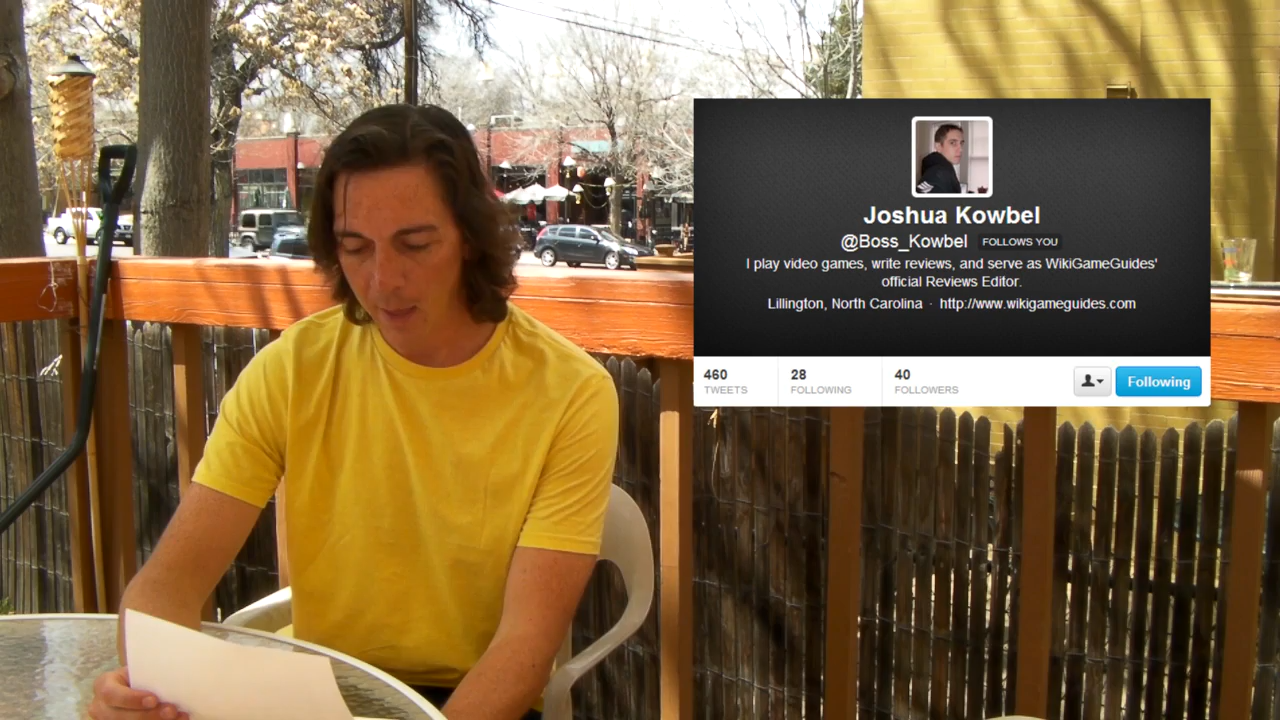 Joshua Kowbel
@Boss_Kowbel FOLLOWS YOU
I play video games, write reviews, and serve as WikiGameGuides'
official Reviews Editor.
Lillington, North Carolina · http://www.wikigameguides.com
460 28 40
TWEETS FOLLOWING FOLLOWERS
Following